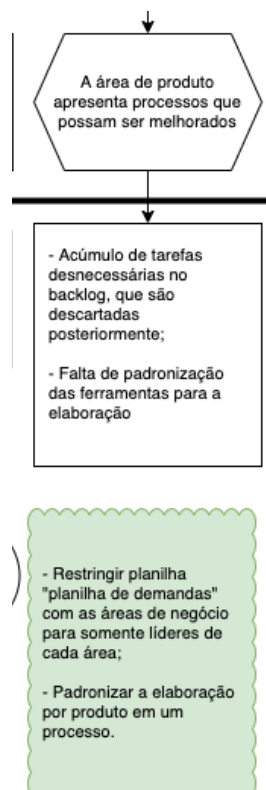 A área de produto
apresenta processos que
possam ser melhorados
- Acúmulo de tarefas
desnecessárias no
backlog, que são
descartadas
posteriormente;
- Falta de padronização
das ferramentas para a
elaboração
- Restringir planilha
"planilha de demandas"
com as áreas de negócio
para somente líderes de
cada área;
- Padronizar a elaboração
por produto em um
processo.